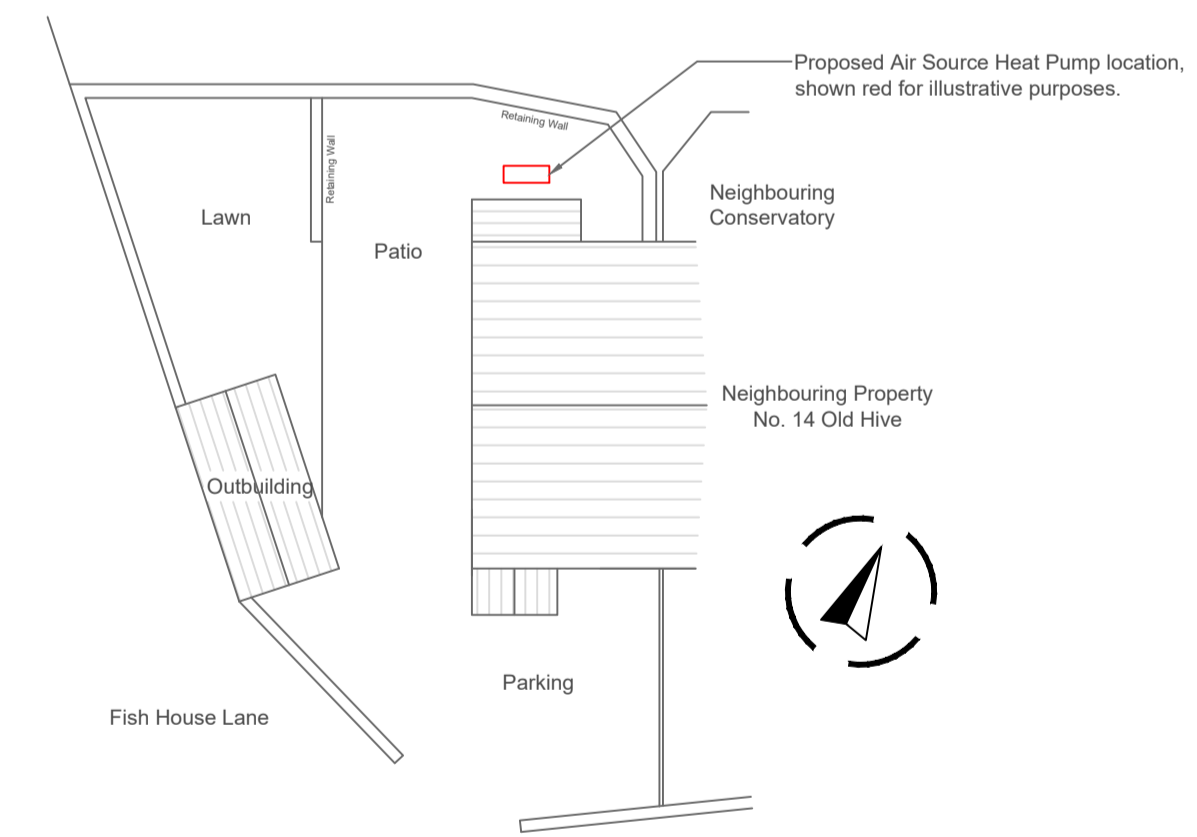 Proposed Air Source Heat Pump location,
shown red for illustrative purposes.
Retaining Wall
Retaining Wall
Neighbouring
Conservatory
Lawn
Patio
Neighbouring Property
No. 14 Old Hive
Outbuilding
Parking
Fish House Lane